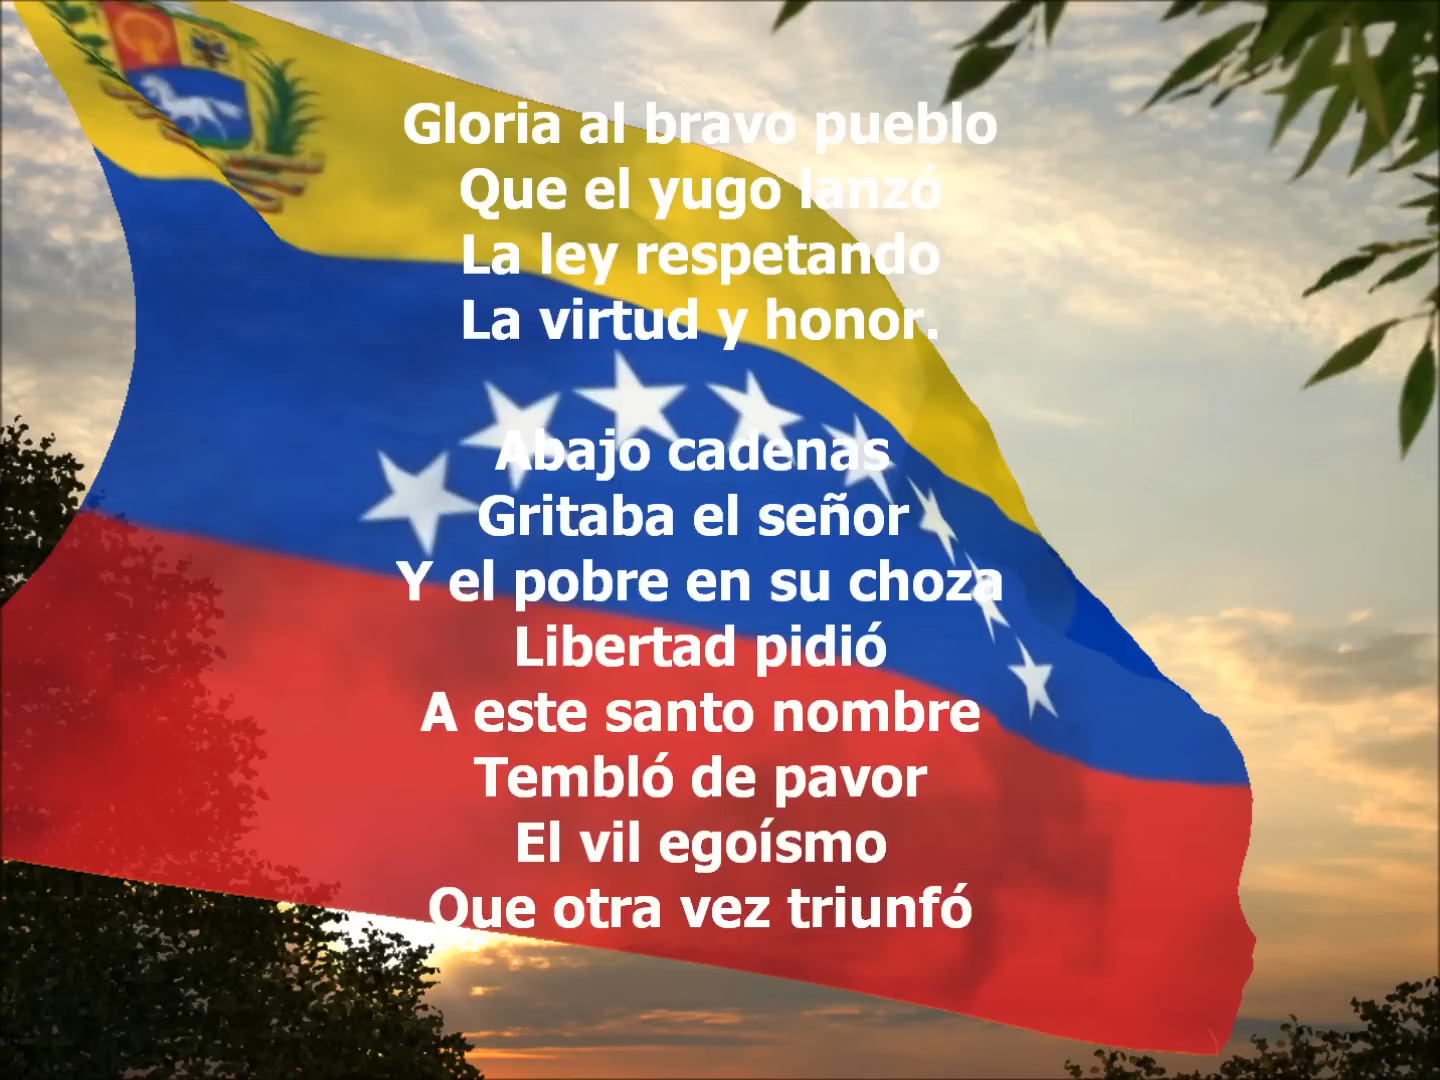 Gloria al bravo pueblo
Que el yugo lanzó
La ley respetando
La virtud y honor.
Abajo cadenas
Gritaba el señor
Y el pobre en su choza
Libertad pidió
A este santo nombre
Tembló de pavor
El vil egoísmo
Que otra vez triunfó